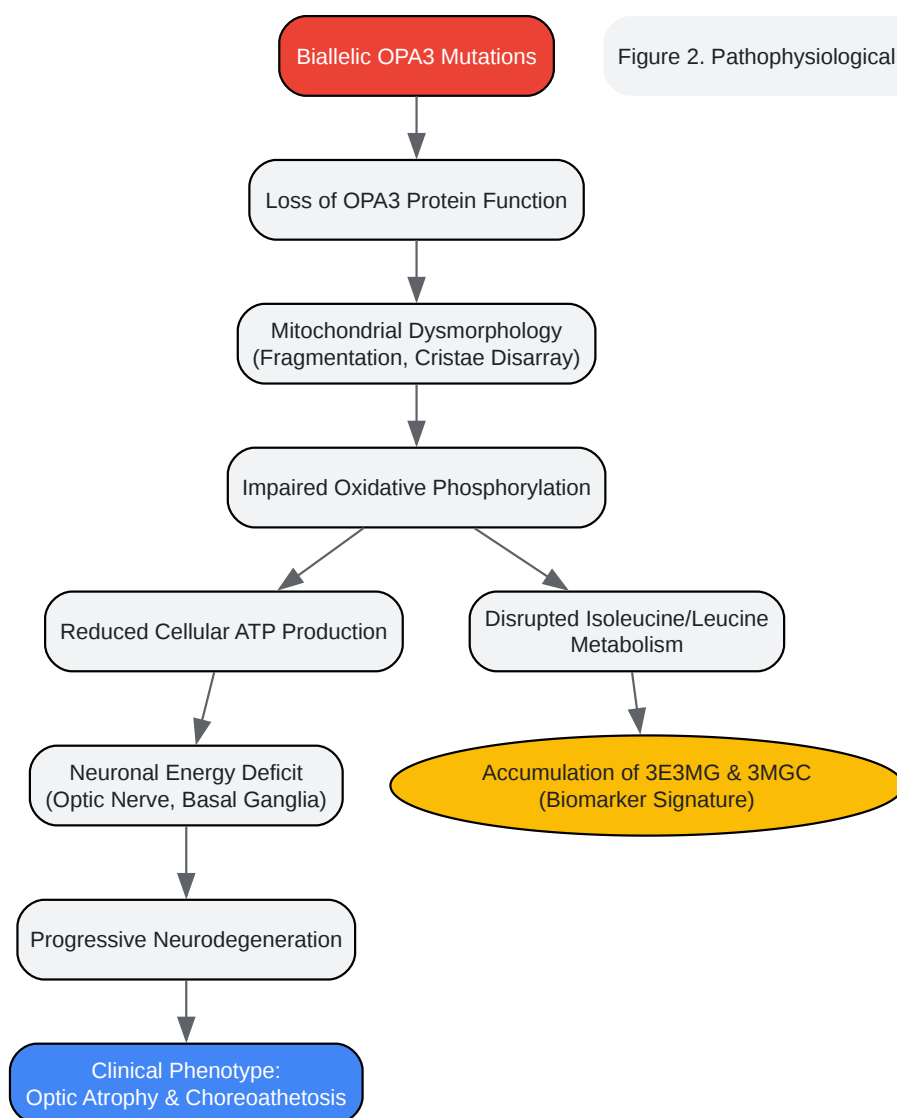 Biallelic OPA3 Mutations
Figure 2. Pathophysiological
Loss of OPA3 Protein Function
Mitochondrial Dysmorphology
(Fragmentation, Cristae Disarray)
Impaired Oxidative Phosphorylation
Reduced Cellular ATP Production
Disrupted Isoleucine/Leucine
Metabolism
Neuronal Energy Deficit
(Optic Nerve, Basal Ganglia)
Accumulation of 3E3MG & 3MGC
(Biomarker Signature)
Progressive Neurodegeneration
Clinical Phenotype:
Optic Atrophy & Choreoathetosis